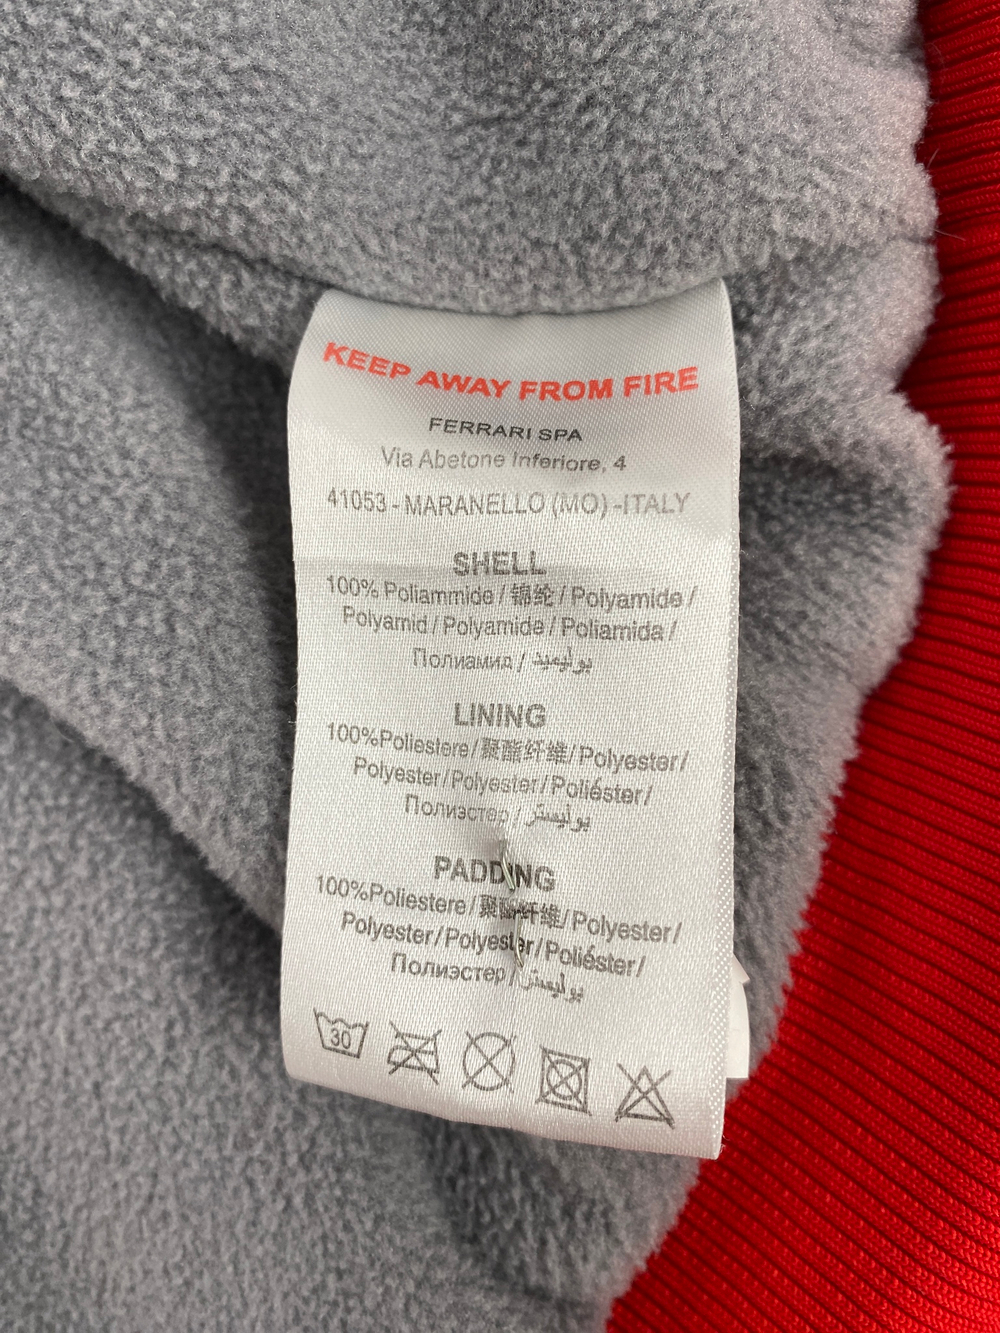 KEEP AWAY FROM FIRE
FERRARI SPA
Via Abetone Inferiore, 4
41053 - MARANELLO (MO) -ITALY
SHELL
100% Poliammide / 锦纶 / Polyamide /
Polyamid / Polyamide / Poliamida /
Полиамид / بوليميد
LINING
100%Poliestere/聚酯纤维/Polyester/
Polyester/Polyester/Poliéster/
Полиэстер / بوليستر
PADDING
100%Poliestere/聚酯纤维/Polyester/
Polyester/Polyester/Poliéster/
Полиэстер / بوليستر
30